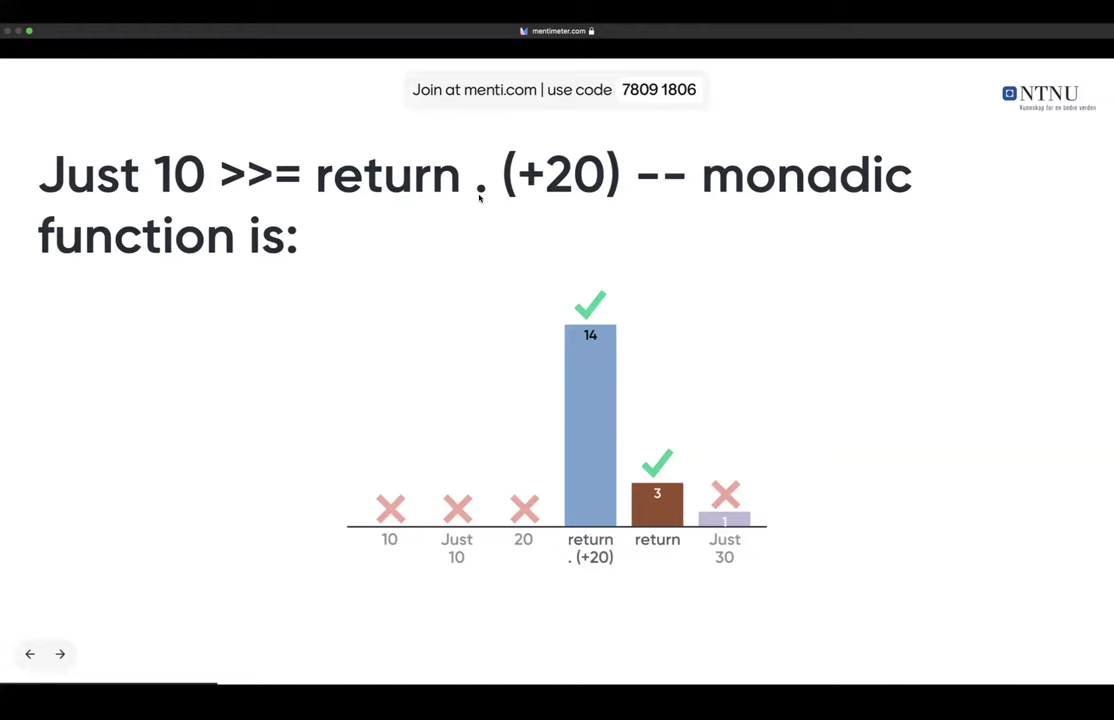 mentimeter.com
Join at menti.com | use code 7809 1806
NTNU
Kunnskap for en bedre verden
Just 10 >>= return . (+20) -- monadic
function is:
14
3
1
10
Just
10
20
return
. (+20)
return
Just
30